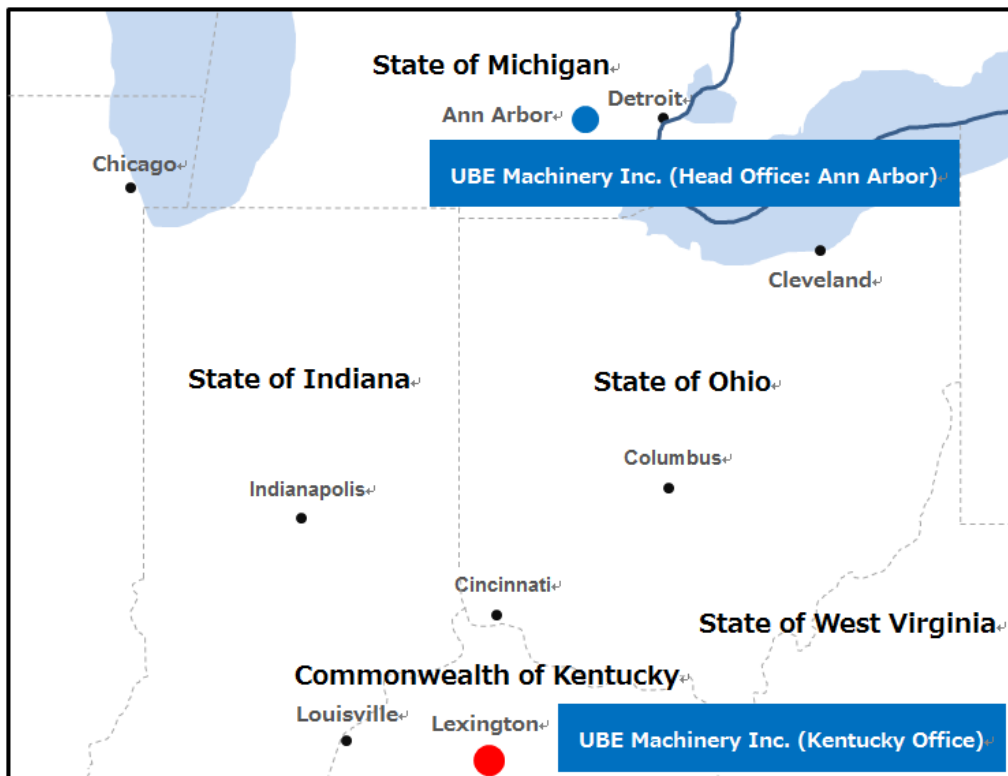 State of Michigan↵
Ann Arbor↵
Detroit↵
UBE Machinery Inc. (Head Office: Ann Arbor)↵
Chicago↵
Cleveland↵
State of Indiana↵
State of Ohio↵
Columbus↵
Indianapolis↵
Cincinnati↵
State of West Virginia↵
Commonwealth of Kentucky↵
Louisville↵
Lexington↵
UBE Machinery Inc. (Kentucky Office)↵